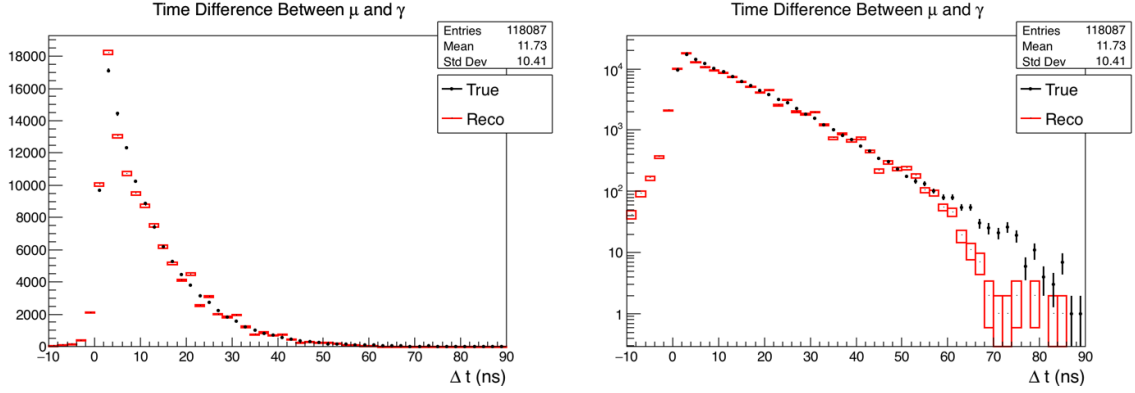 Time Difference Between μ and γ
Entries 118087
Mean 11.73
Std Dev 10.41
True
Reco
18000
16000
14000
12000
10000
8000
6000
4000
2000
0
−10 0 10 20 30 40 50 60 70 80 90
Δ t (ns)
Time Difference Between μ and γ
Entries 118087
Mean 11.73
Std Dev 10.41
True
Reco
10⁴
10³
10²
10
1
−10 0 10 20 30 40 50 60 70 80 90
Δ t (ns)